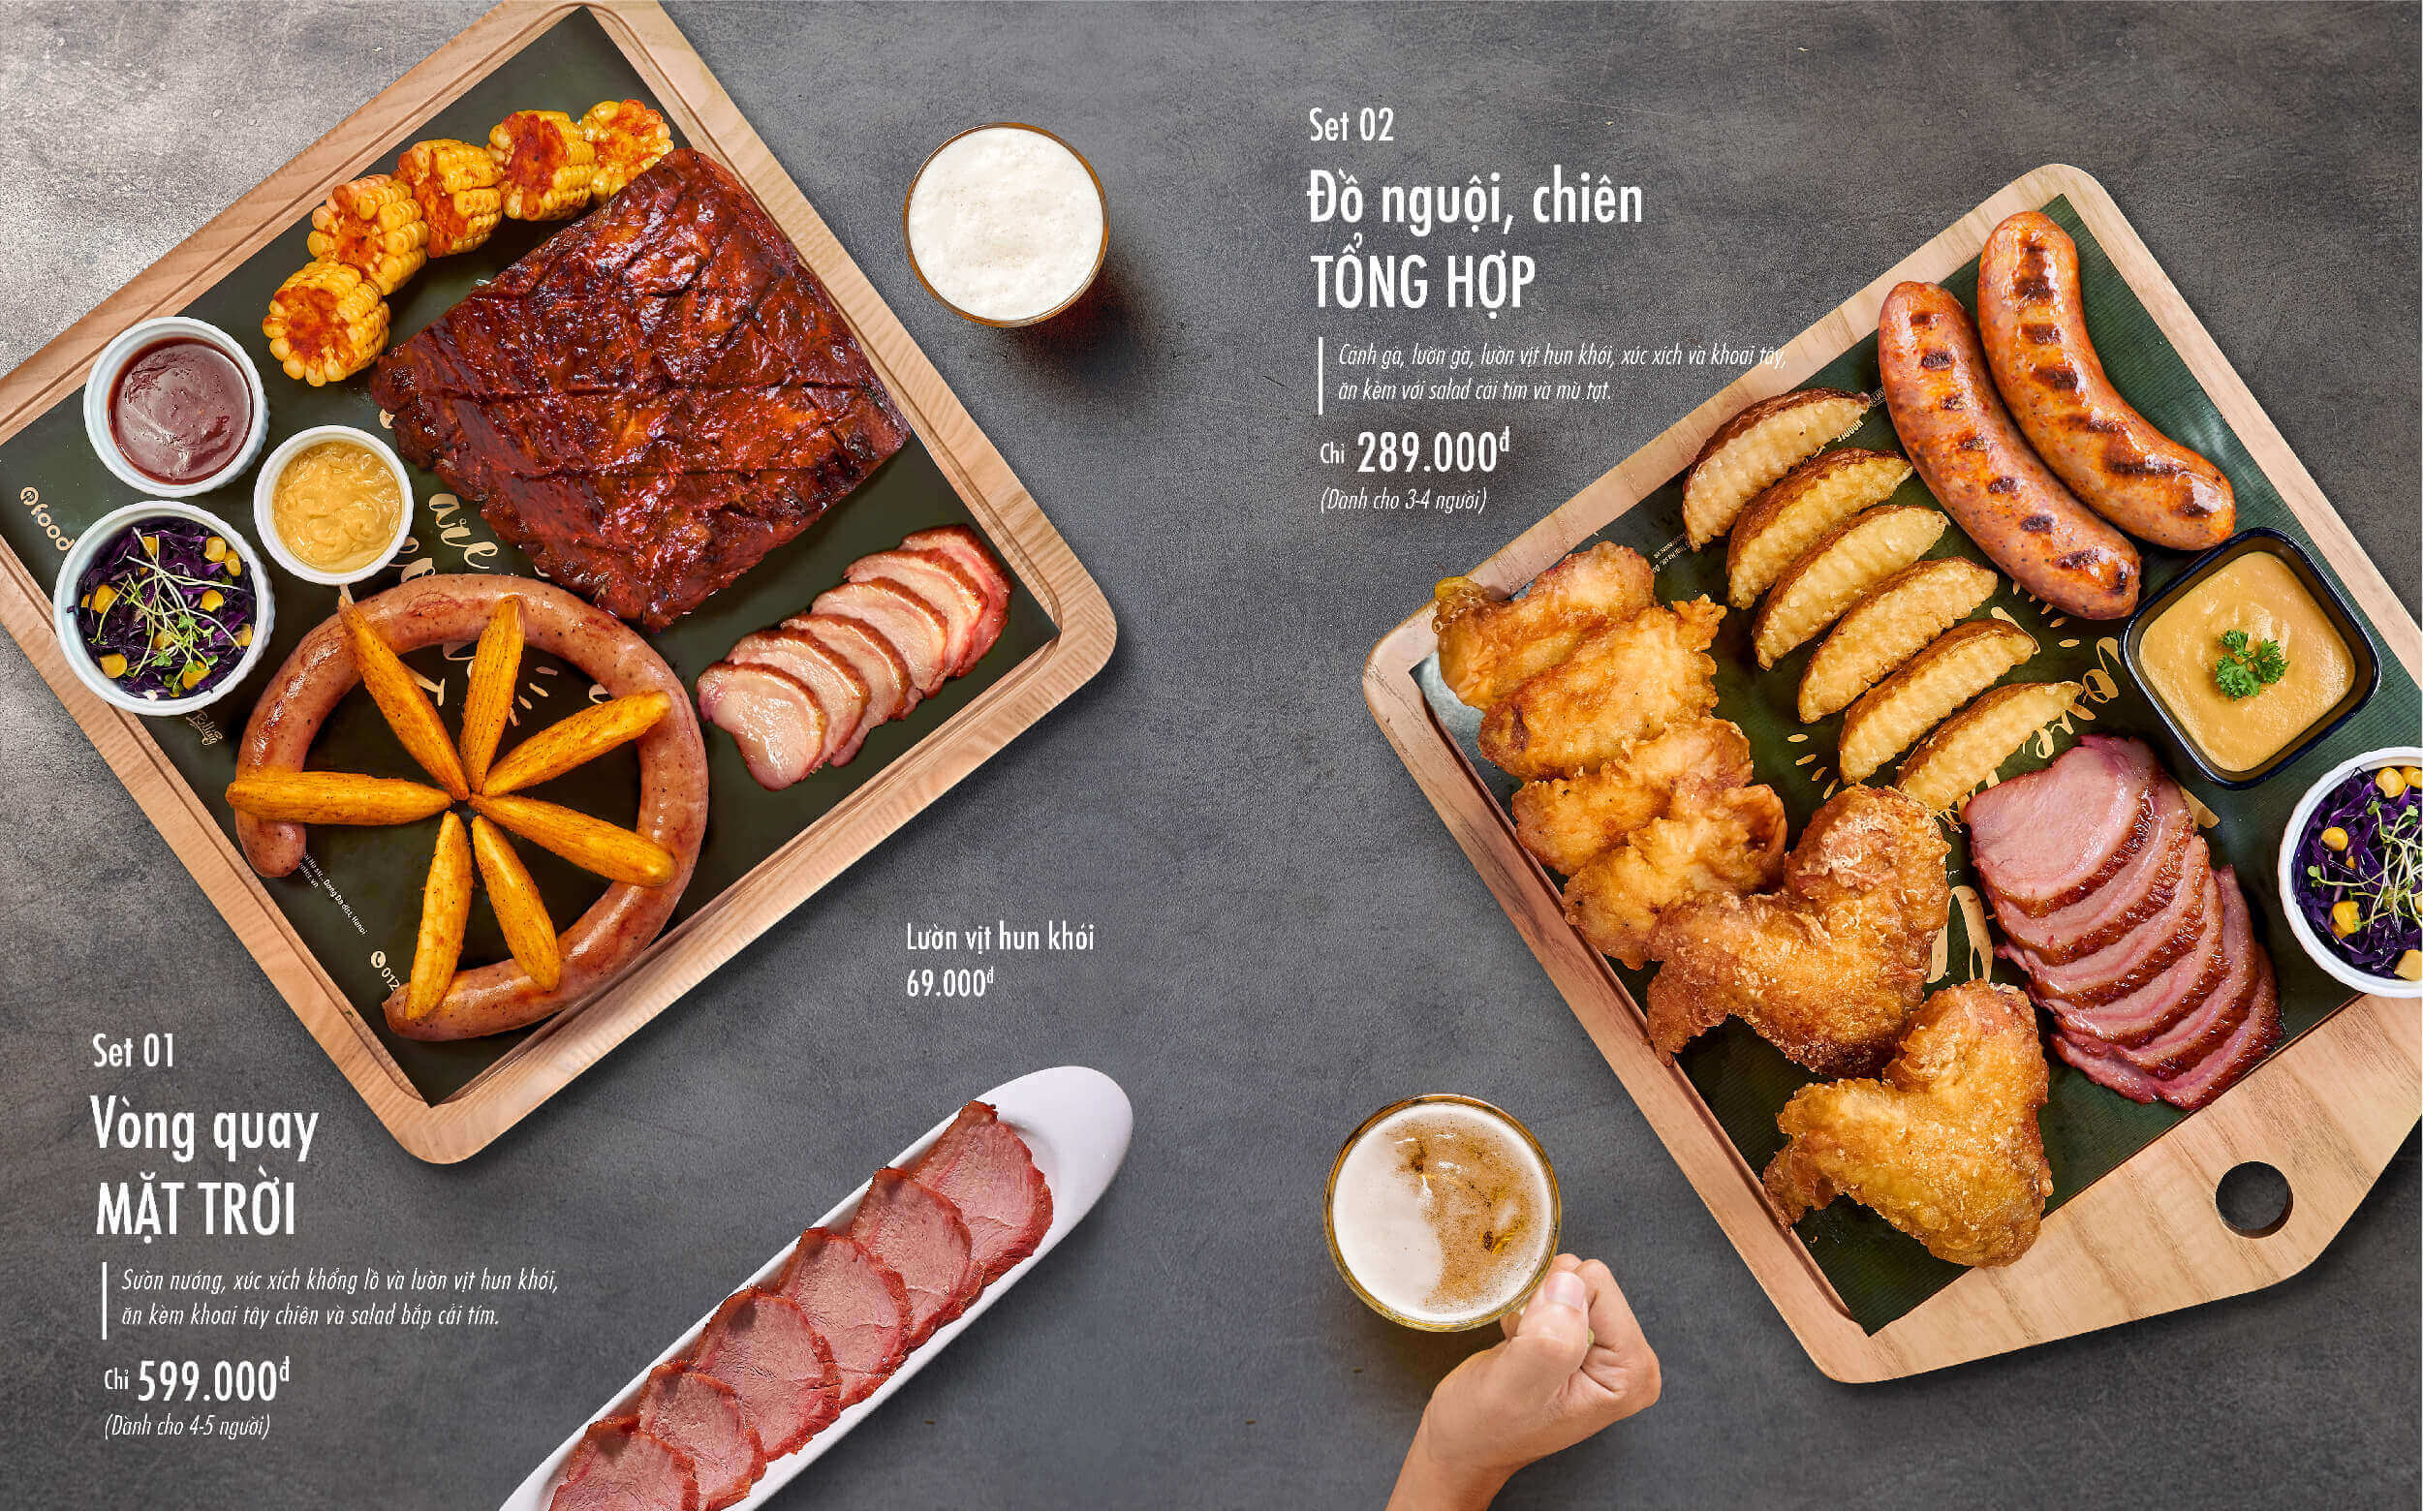 Set 01
Vòng quay
MẶT TRỜI
Sườn nướng, xúc xích khổng lồ và lườn vịt hun khói,
ăn kèm khoai tây chiên và salad bắp cải tím.
Chỉ 599.000đ
(Dành cho 4-5 người)
Lườn vịt hun khói
69.000đ
Set 02
Đồ nguội, chiên
TỔNG HỢP
Cánh gà, lườn gà, lườn vịt hun khói, xúc xích và khoai tây,
ăn kèm với salad cải tím và mù tạt.
Chỉ 289.000đ
(Dành cho 3-4 người)
food
are